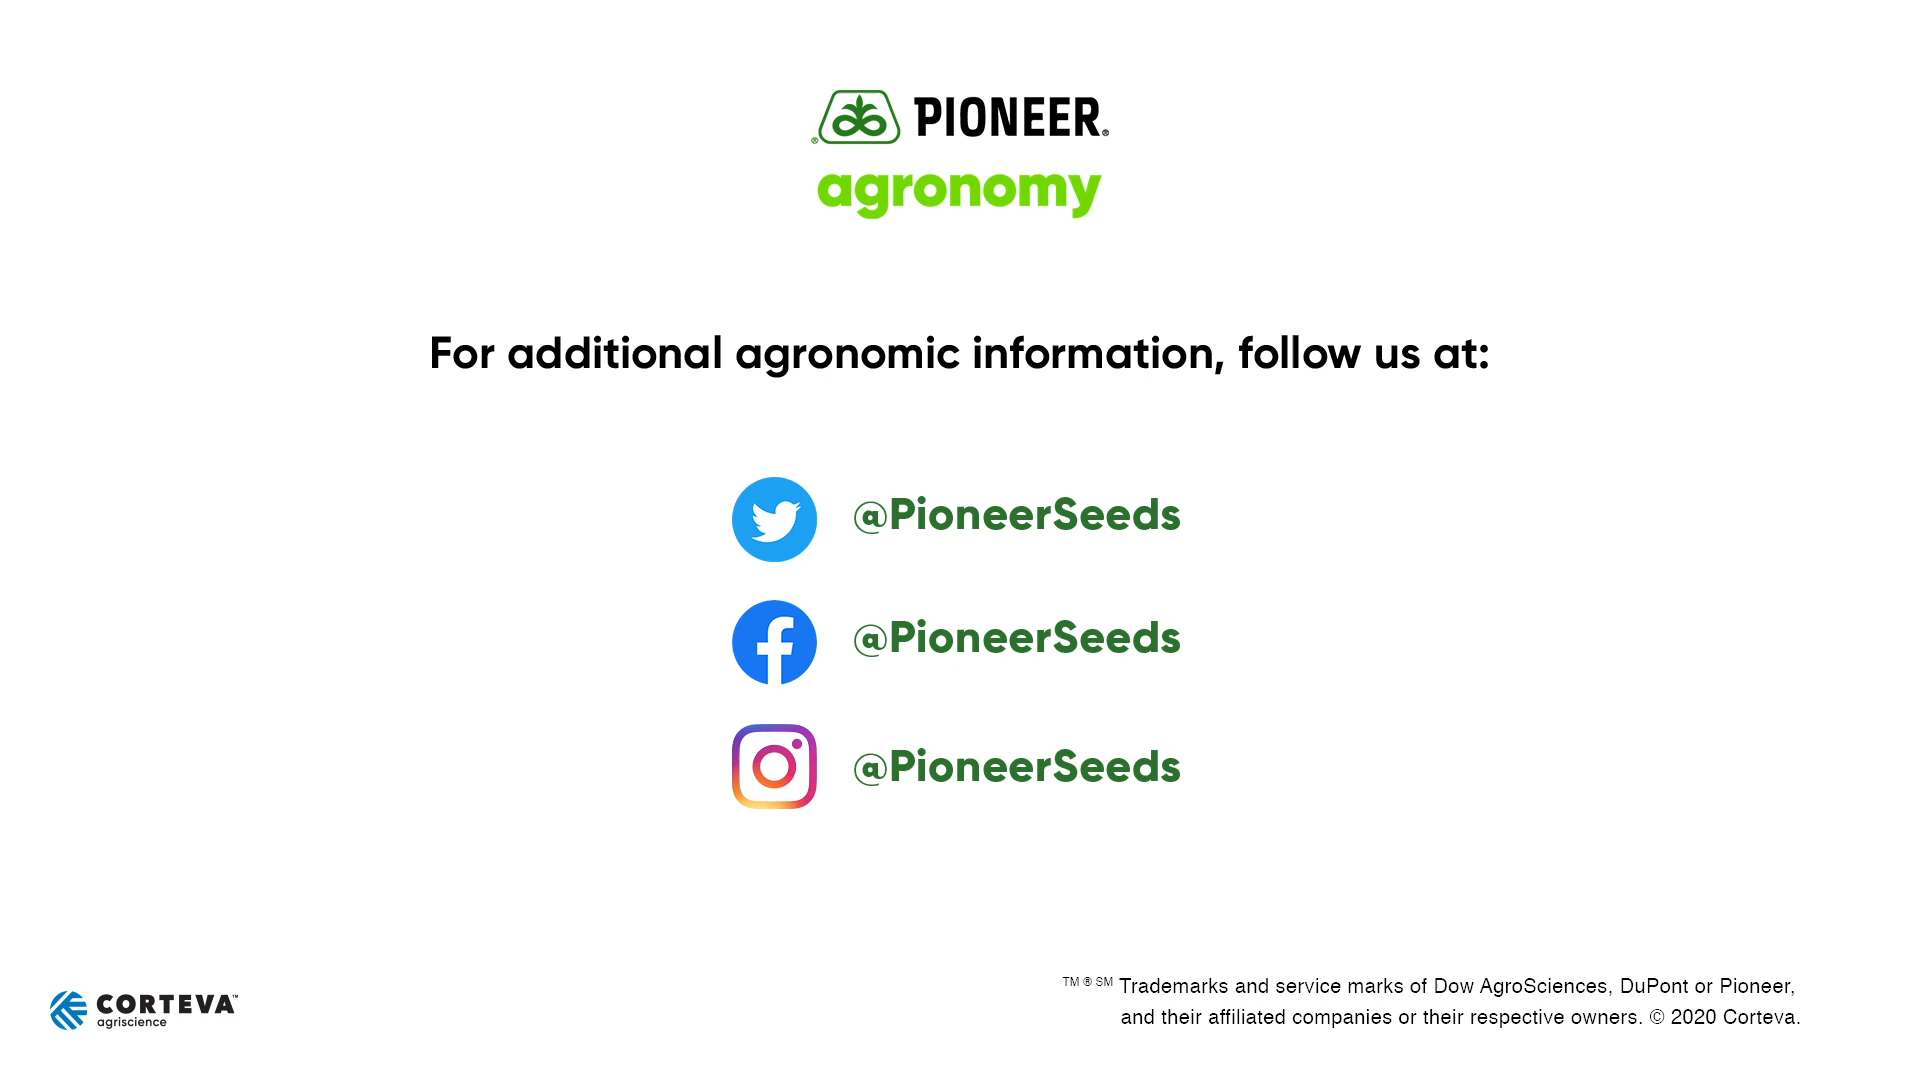 PIONEER®
agronomy
For additional agronomic information, follow us at:
@PioneerSeeds
@PioneerSeeds
@PioneerSeeds
CORTEVA™
agriscience
TM ® SM Trademarks and service marks of Dow AgroSciences, DuPont or Pioneer,
and their affiliated companies or their respective owners. © 2020 Corteva.